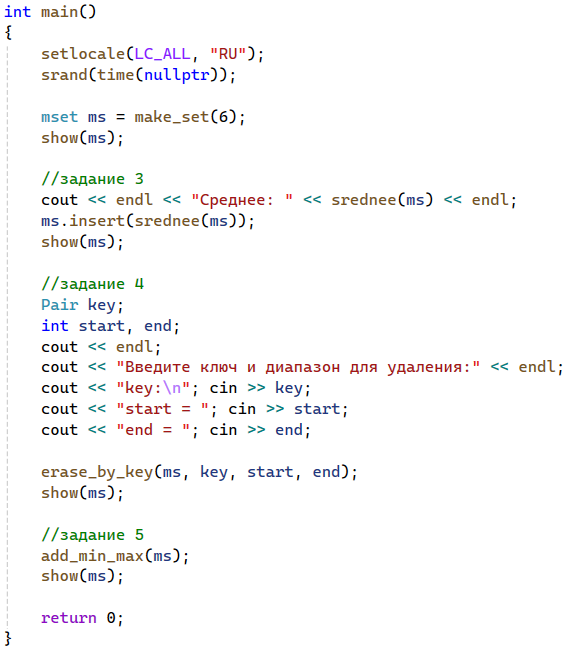 int main()
{
    setlocale(LC_ALL, "RU");
    srand(time(nullptr));

    mset ms = make_set(6);
    show(ms);

    //задание 3
    cout << endl << "Среднее: " << srednee(ms) << endl;
    ms.insert(srednee(ms));
    show(ms);

    //задание 4
    Pair key;
    int start, end;
    cout << endl;
    cout << "Введите ключ и диапазон для удаления:" << endl;
    cout << "key:\n"; cin >> key;
    cout << "start = "; cin >> start;
    cout << "end = "; cin >> end;

    erase_by_key(ms, key, start, end);
    show(ms);

    //задание 5
    add_min_max(ms);
    show(ms);

    return 0;
}